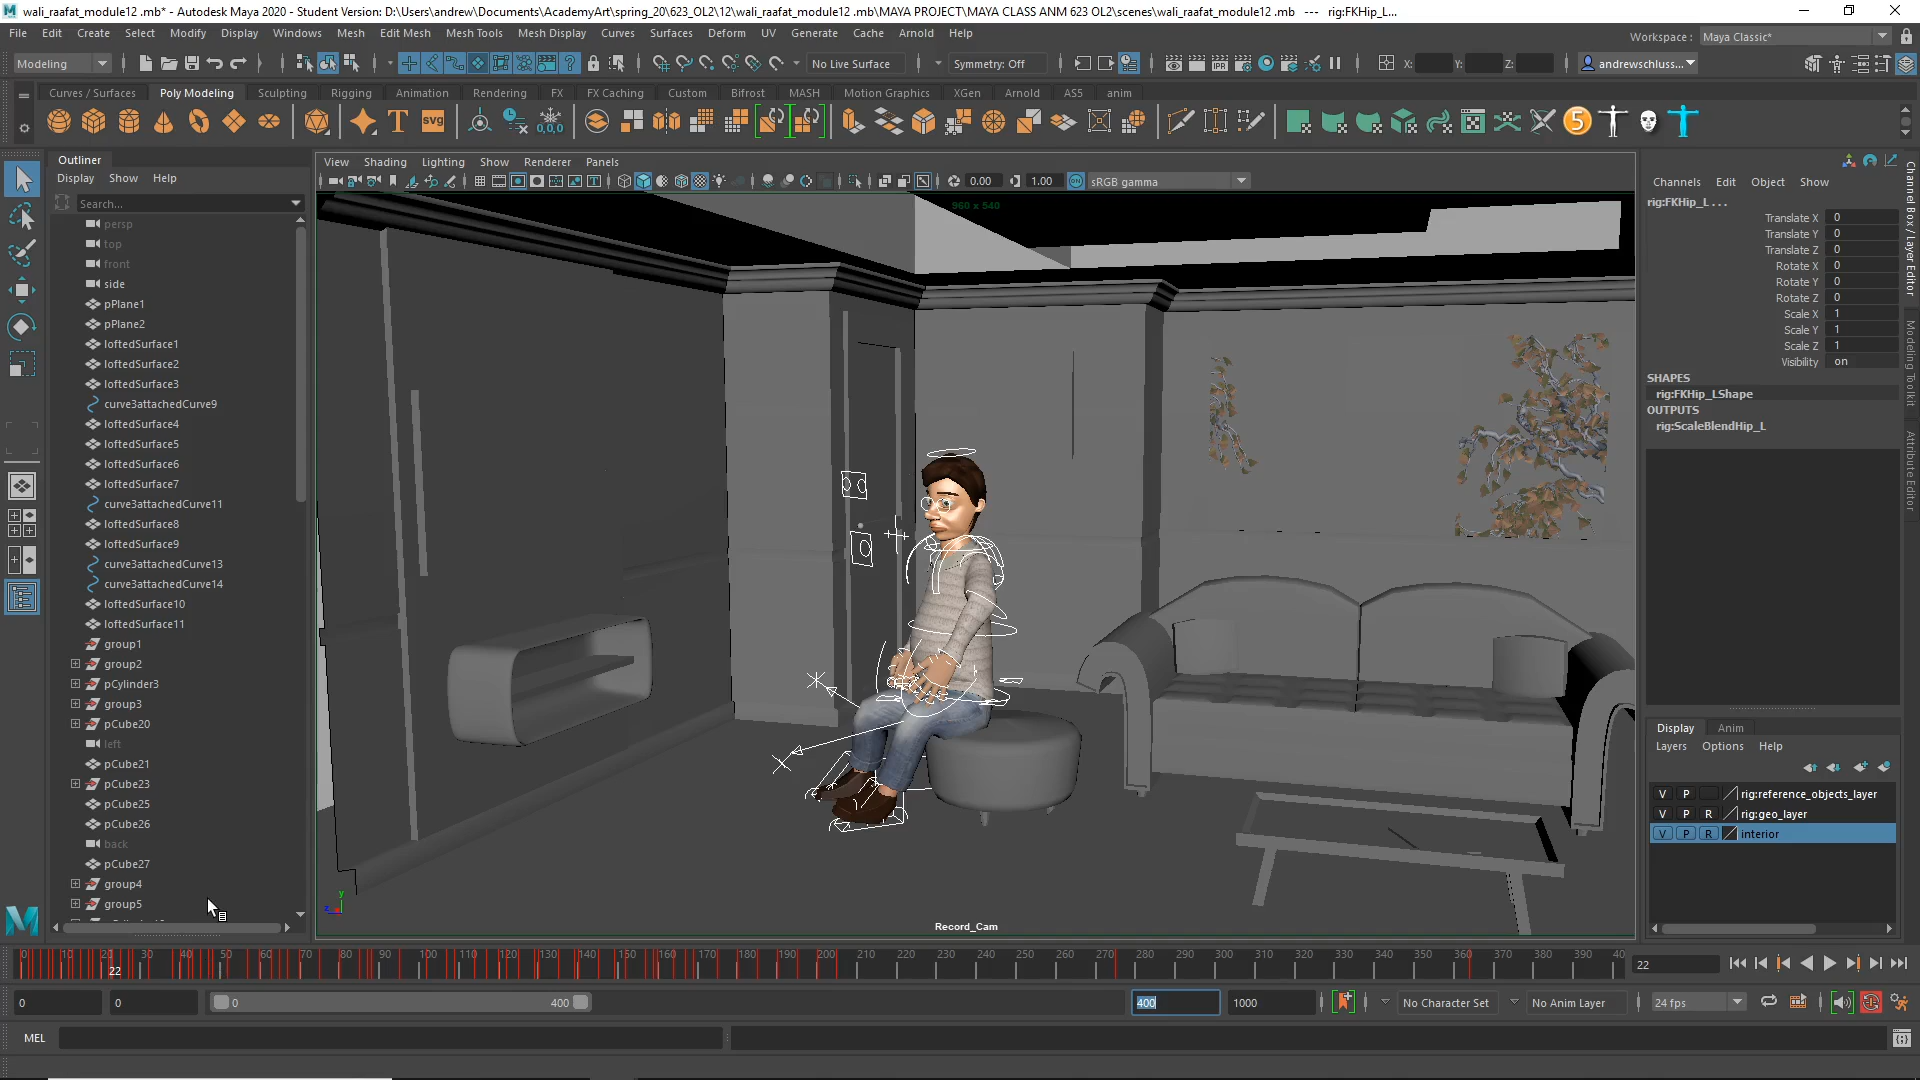 wali_raafat_module12 .mb* - Autodesk Maya 2020 - Student Version: D:\Users\andrew\Documents\AcademyArt\spring_20\623_OL2\12\wali_raafat_module12 .mb\MAYA PROJECT\MAYA CLASS ANM 623 OL2\scenes\wali_raafat_module12 .mb --- rig:FKHip_L...
File Edit Create Select Modify Display Windows Mesh Edit Mesh Mesh Tools Mesh Display Curves Surfaces Deform UV Generate Cache Arnold Help
Workspace : Maya Classic*
Modeling No Live Surface Symmetry: Off X: Y: Z: andrewschluss...
Curves / Surfaces Poly Modeling Sculpting Rigging Animation Rendering FX FX Caching Custom Bifrost MASH Motion Graphics XGen Arnold AS5 anim
Outliner
Display Show Help
Search...
persp
top
front
side
pPlane1
pPlane2
loftedSurface1
loftedSurface2
loftedSurface3
curve3attachedCurve9
loftedSurface4
loftedSurface5
loftedSurface6
loftedSurface7
curve3attachedCurve11
loftedSurface8
loftedSurface9
curve3attachedCurve13
curve3attachedCurve14
loftedSurface10
loftedSurface11
group1
group2
pCylinder3
group3
pCube20
left
pCube21
pCube23
pCube25
pCube26
back
pCube27
group4
group5
View Shading Lighting Show Renderer Panels
0.00 1.00 sRGB gamma
960 x 540
Record_Cam
Channels Edit Object Show
rig:FKHip_L . . .
Translate X 0
Translate Y 0
Translate Z 0
Rotate X 0
Rotate Y 0
Rotate Z 0
Scale X 1
Scale Y 1
Scale Z 1
Visibility on
SHAPES
rig:FKHip_LShape
OUTPUTS
rig:ScaleBlendHip_L
Channel Box / Layer Editor
Modeling Toolkit
Attribute Editor
Display Anim
Layers Options Help
V P rig:reference_objects_layer
V P R rig:geo_layer
V P R interior
0 10 20 30 40 50 60 70 80 90 100 110 120 130 140 150 160 170 180 190 200 210 220 230 240 250 260 270 280 290 300 310 320 330 340 350 360 370 380 390 40
22
22
0 0 0 400 400 1000 No Character Set No Anim Layer 24 fps
MEL